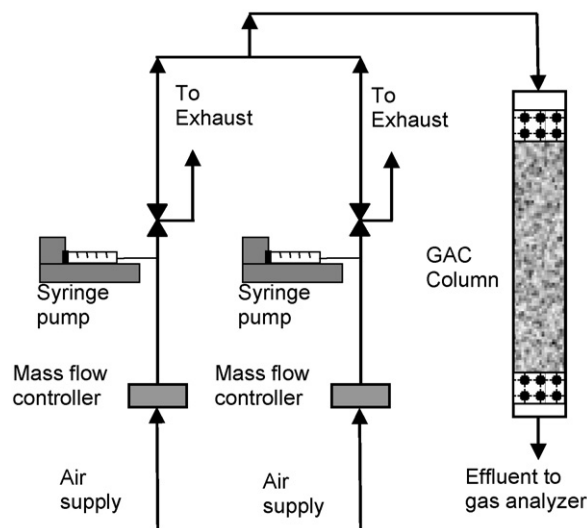 To
Exhaust
To
Exhaust
Syringe
pump
Syringe
pump
GAC
Column
Mass flow
controller
Mass flow
controller
Air
supply
Air
supply
Effluent to
gas analyzer